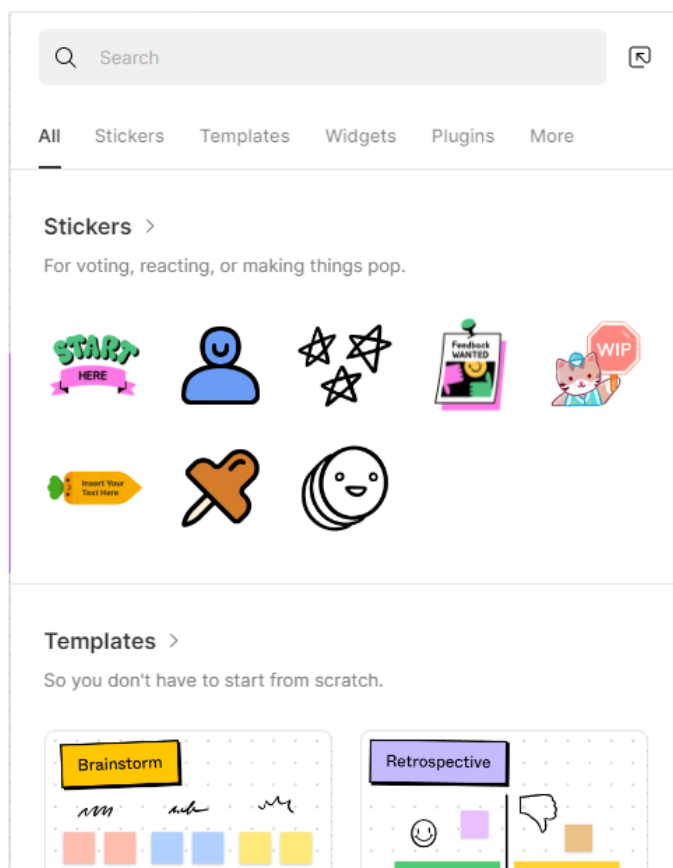 Search
All Stickers Templates Widgets Plugins More
Stickers
For voting, reacting, or making things pop.
START
HERE
Feedback
WANTED
WIP
Insert Your
Text Here
Templates
So you don't have to start from scratch.
Brainstorm
Retrospective